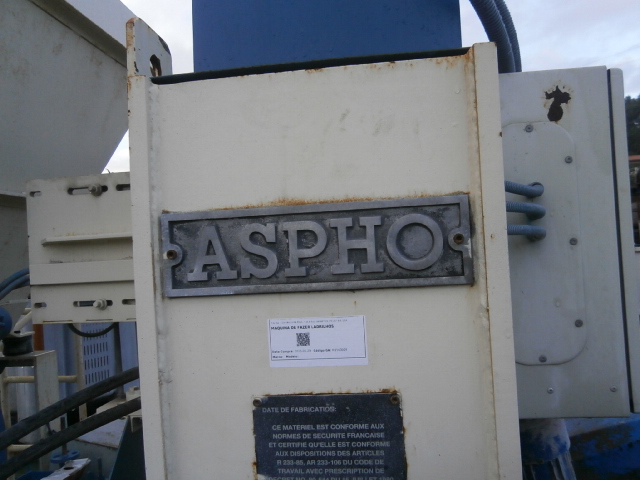 ASPHO
MAQUINA DE FAZER LADRILHOS
DATE DE FABRICATION:
CE MATERIEL EST CONFORME AUX
NORMES DE SECURITE FRANCAISE
ET CERTIFIE QU'ELLE EST CONFORME
AUX DISPOSITIONS DES ARTICLES
R 233-85, AR 233-106 DU CODE DE
TRAVAIL AVEC PRESCRIPTION DE